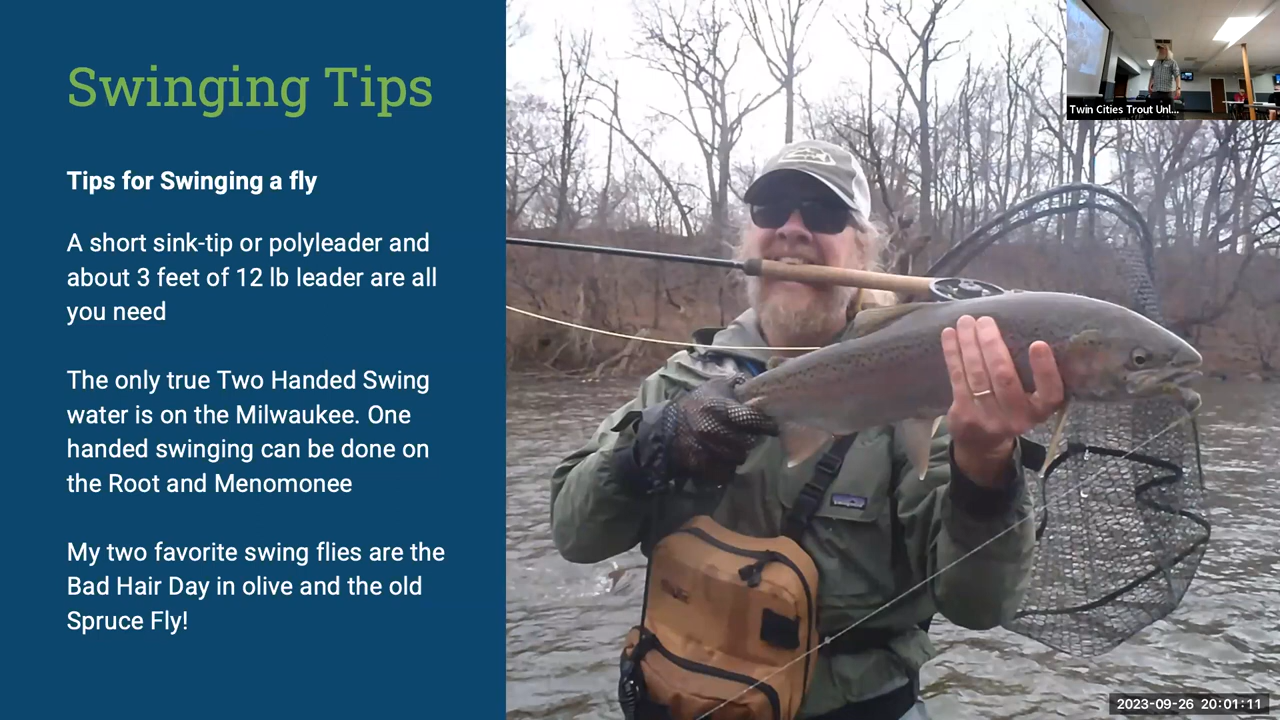 Swinging Tips
Tips for Swinging a fly
A short sink-tip or polyleader and
about 3 feet of 12 lb leader are all
you need
The only true Two Handed Swing
water is on the Milwaukee. One
handed swinging can be done on
the Root and Menomonee
My two favorite swing flies are the
Bad Hair Day in olive and the old
Spruce Fly!
Twin Cities Trout Unl...
patagonia
2023-09-26 20:01:11